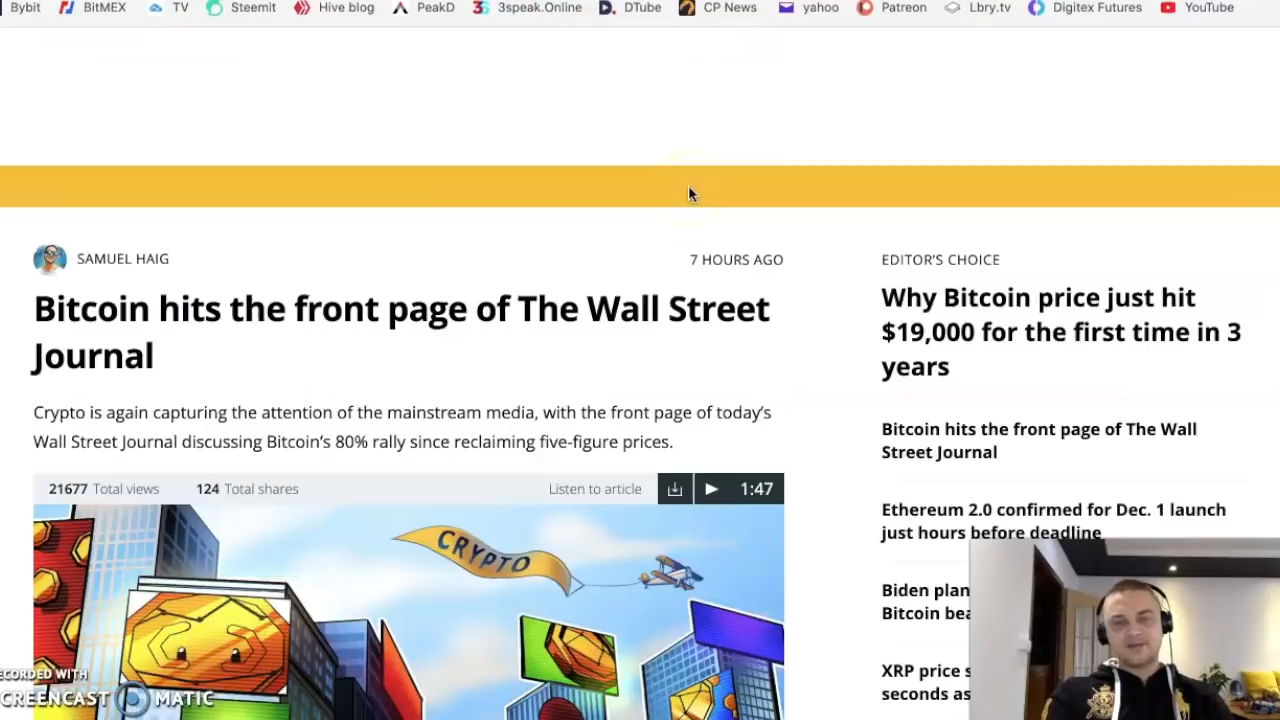 Bybit BitMEX TV Steemit Hive blog PeakD 3speak.Online DTube CP News yahoo Patreon Lbry.tv Digitex Futures YouTube
SAMUEL HAIG
7 HOURS AGO
Bitcoin hits the front page of The Wall Street
Journal
Crypto is again capturing the attention of the mainstream media, with the front page of today’s
Wall Street Journal discussing Bitcoin’s 80% rally since reclaiming five-figure prices.
21677 Total views 124 Total shares Listen to article 1:47
CRYPTO
EDITOR’S CHOICE
Why Bitcoin price just hit
$19,000 for the first time in 3
years
Bitcoin hits the front page of The Wall
Street Journal
Ethereum 2.0 confirmed for Dec. 1 launch
just hours before deadline
Biden plan
Bitcoin bea
XRP price s
seconds as
ECORDED WITH
CREENCAST MATIC